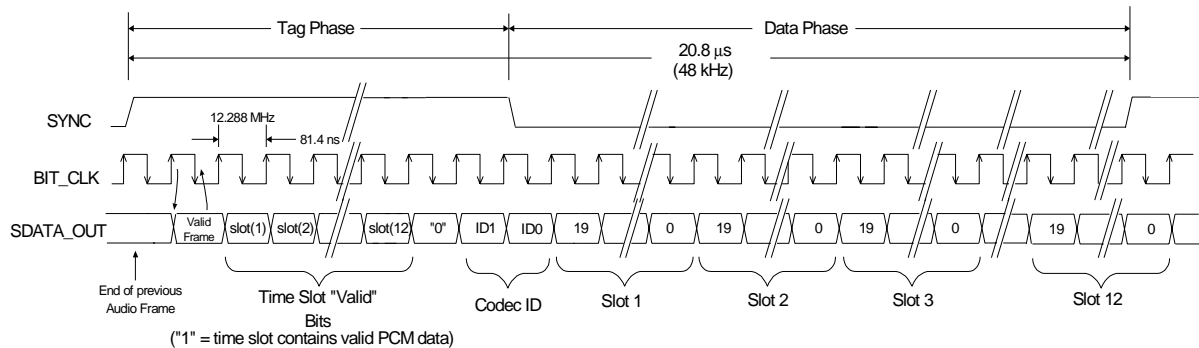 Tag Phase
Data Phase
20.8 μs
(48 kHz)
SYNC
12.288 MHz
81.4 ns
BIT_CLK
SDATA_OUT
Valid
Frame
slot(1)
slot(2)
slot(12)
"0"
ID1
ID0
19
0
19
0
19
0
19
0
End of previous
Audio Frame
Time Slot "Valid"
Bits
("1" = time slot contains valid PCM data)
Codec ID
Slot 1
Slot 2
Slot 3
Slot 12